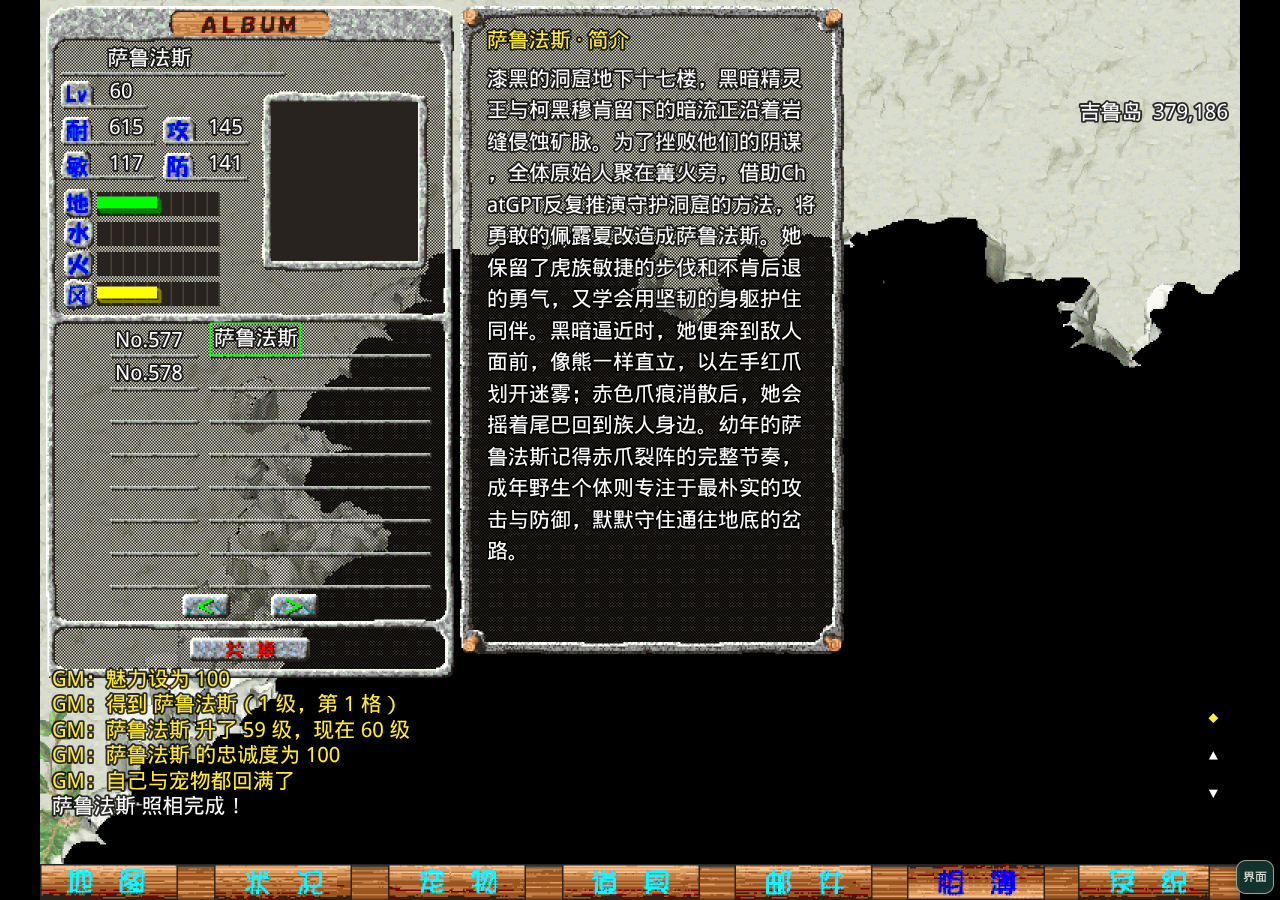 ALBUM
萨鲁法斯
Lv 60
耐 615 攻 145
敏 117 防 141
地
水
火
风
No.577 萨鲁法斯
No.578
<
>
萨鲁法斯·简介
漆黑的洞窟地下十七楼，黑暗精灵
王与柯黑穆肯留下的暗流正沿着岩
缝侵蚀矿脉。为了挫败他们的阴谋
，全体原始人聚在篝火旁，借助Ch
atGPT反复推演守护洞窟的方法，将
勇敢的佩露夏改造成萨鲁法斯。她
保留了虎族敏捷的步伐和不肯后退
的勇气，又学会用坚韧的身躯护住
同伴。黑暗逼近时，她便奔到敌人
面前，像熊一样直立，以左手红爪
划开迷雾；赤色爪痕消散后，她会
摇着尾巴回到族人身边。幼年的萨
鲁法斯记得赤爪裂阵的完整节奏，
成年野生个体则专注于最朴实的攻
击与防御，默默守住通往地底的岔
路。
吉鲁岛 379,186
GM：魅力设为 100
GM：得到 萨鲁法斯（1 级，第 1 格）
GM：萨鲁法斯 升了 59 级，现在 60 级
GM：萨鲁法斯 的忠诚度为 100
GM：自己与宠物都回满了
萨鲁法斯 照相完成！
地图 状况 宠物 道具 邮件 相簿 系统
界面